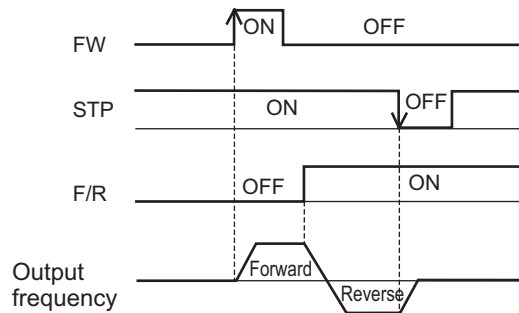 FW ON OFF
STP ON OFF
F/R OFF ON
Output
frequency
Forward
Reverse